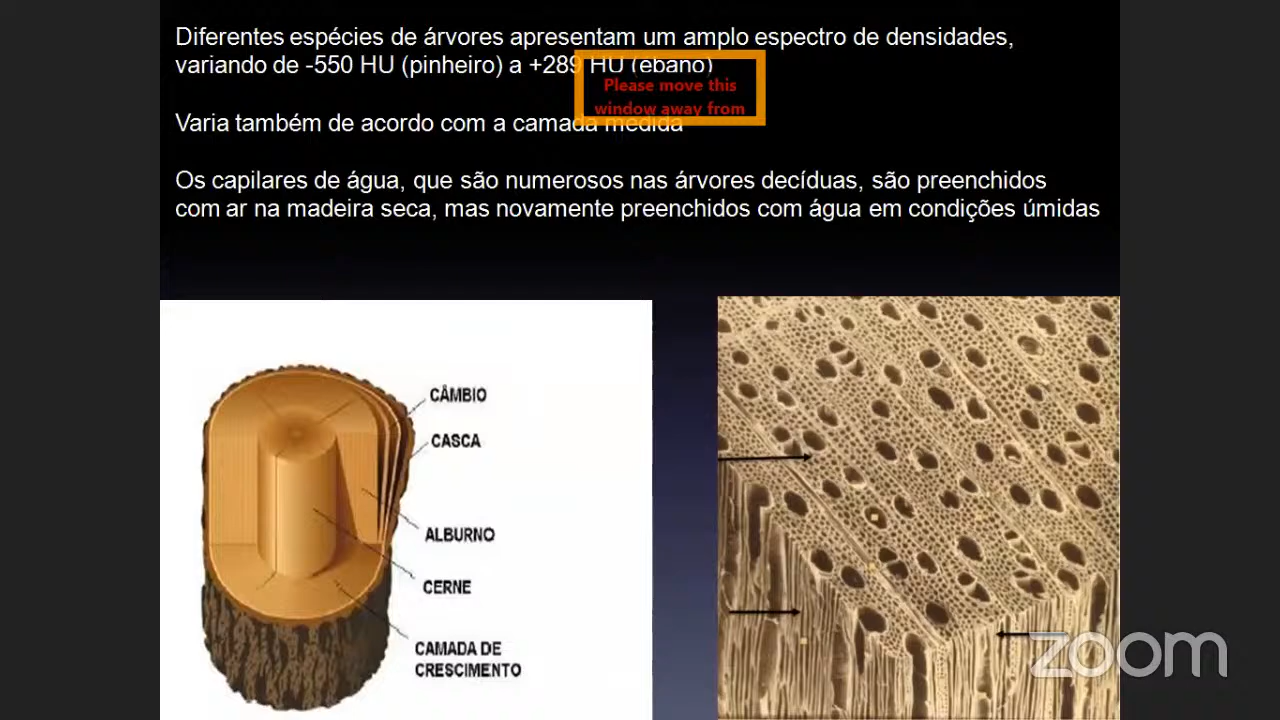 Diferentes espécies de árvores apresentam um amplo espectro de densidades,
variando de -550 HU (pinheiro) a +289 HU (ébano)
Please move this
window away from
Varia também de acordo com a camada medida
Os capilares de água, que são numerosos nas árvores decíduas, são preenchidos
com ar na madeira seca, mas novamente preenchidos com água em condições úmidas
CÂMBIO
CASCA
ALBURNO
CERNE
CAMADA DE
CRESCIMENTO
zoom